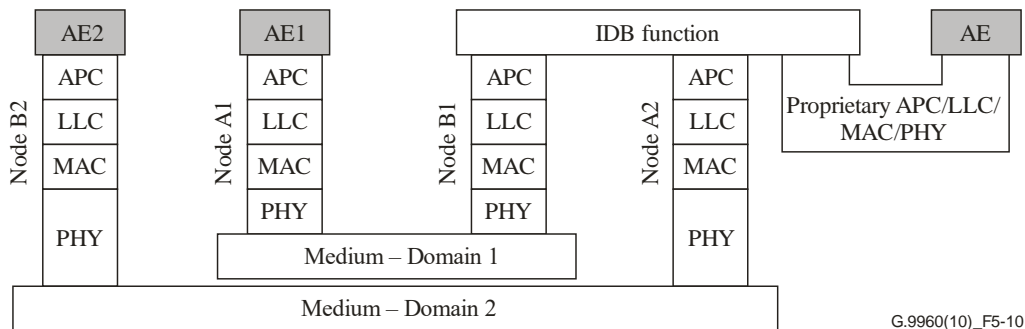 AE2
AE1
IDB function
AE
Node B2
APC
LLC
MAC
PHY
Node A1
APC
LLC
MAC
PHY
Node B1
APC
LLC
MAC
PHY
Node A2
APC
LLC
MAC
PHY
Proprietary APC/LLC/
MAC/PHY
Medium – Domain 1
Medium – Domain 2
G.9960(10)_F5-10